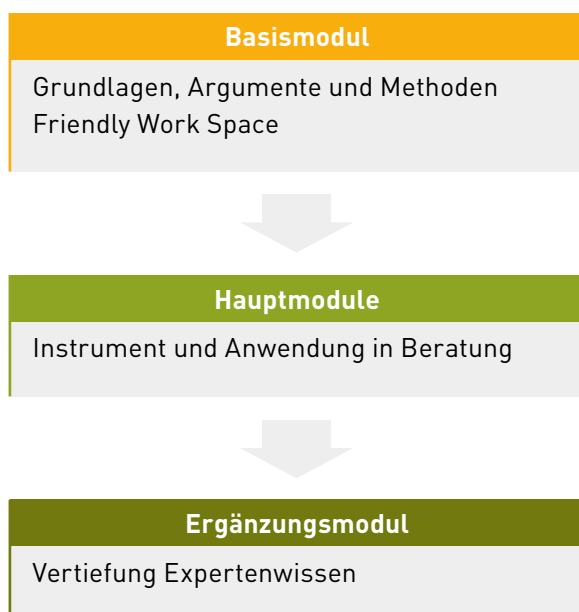 Basismodul
Grundlagen, Argumente und Methoden
Friendly Work Space
Hauptmodule
Instrument und Anwendung in Beratung
Ergänzungsmodul
Vertiefung Expertenwissen